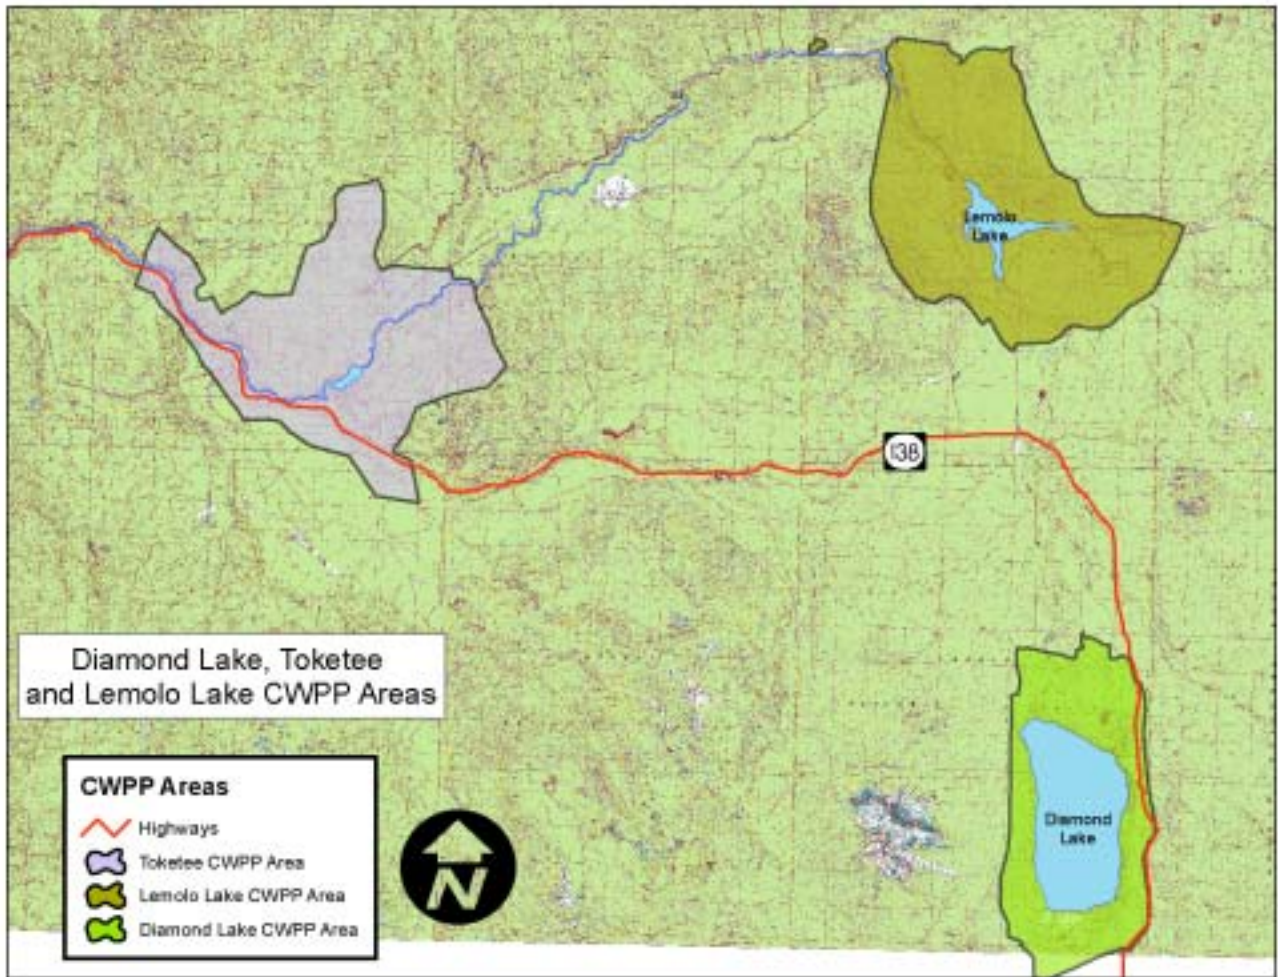 Lemolo
Lake
138
Diamond Lake, Toketee
and Lemolo Lake CWPP Areas
Diamond
Lake
CWPP Areas
Highways
Toketee CWPP Area
Lemolo Lake CWPP Area
Diamond Lake CWPP Area
N